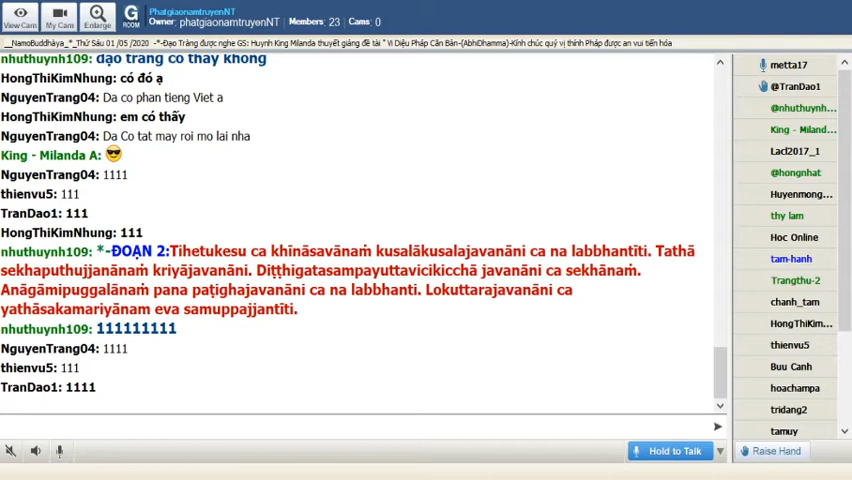 View Cam
My Cam
Enlarge
G
ROOM
PhatgiaonamtruyenNT
Owner: phatgiaonamtruyenNT Members: 23 Cams: 0
__NamoBuddhàya_*_Thứ Sáu 01 /05 /2020 -*-Đạo Tràng được nghe GS: Huynh King Milanda thuyết giảng đề tài " Vi Diệu Pháp Căn Bản-(AbhiDhamma)-Kính chúc quý vị thính Pháp được an vui tiến hóa
nhuthuynh109: đạo tràng có thấy không
HongThiKimNhung: có đó ạ
NguyenTrang04: Da co phan tieng Viet a
HongThiKimNhung: em có thấy
NguyenTrang04: Da Co tat may roi mo lai nha
King - Milanda A:
NguyenTrang04: 1111
thienvu5: 111
TranDao1: 111
HongThiKimNhung: 111
nhuthuynh109: *-ĐOẠN 2:Tihetukesu ca khīnāsavānaṁ kusalākusalajavanāni ca na labbhantīti. Tathā
sekhaputhujjanānaṁ kriyājavanāni. Diṭṭhigatasampayuttavicikicchā javanāni ca sekhānaṁ.
Anāgāmipuggalānaṁ pana paṭighajavanāni ca na labbhanti. Lokuttarajavanāni ca
yathāsakamariyānam eva samuppajjantīti.
nhuthuynh109: 111111111
NguyenTrang04: 1111
thienvu5: 111
TranDao1: 1111
metta17
@TranDao1
@nhuthuynh...
King - Miland...
Lacl2017_1
@hongnhat
Huyenmong...
thy lam
Hoc Online
tam-hanh
Trangthu-2
chanh_tam
HongThiKim...
thienvu5
Buu Canh
hoachampa
tridang2
tamuy
Hold to Talk
Raise Hand